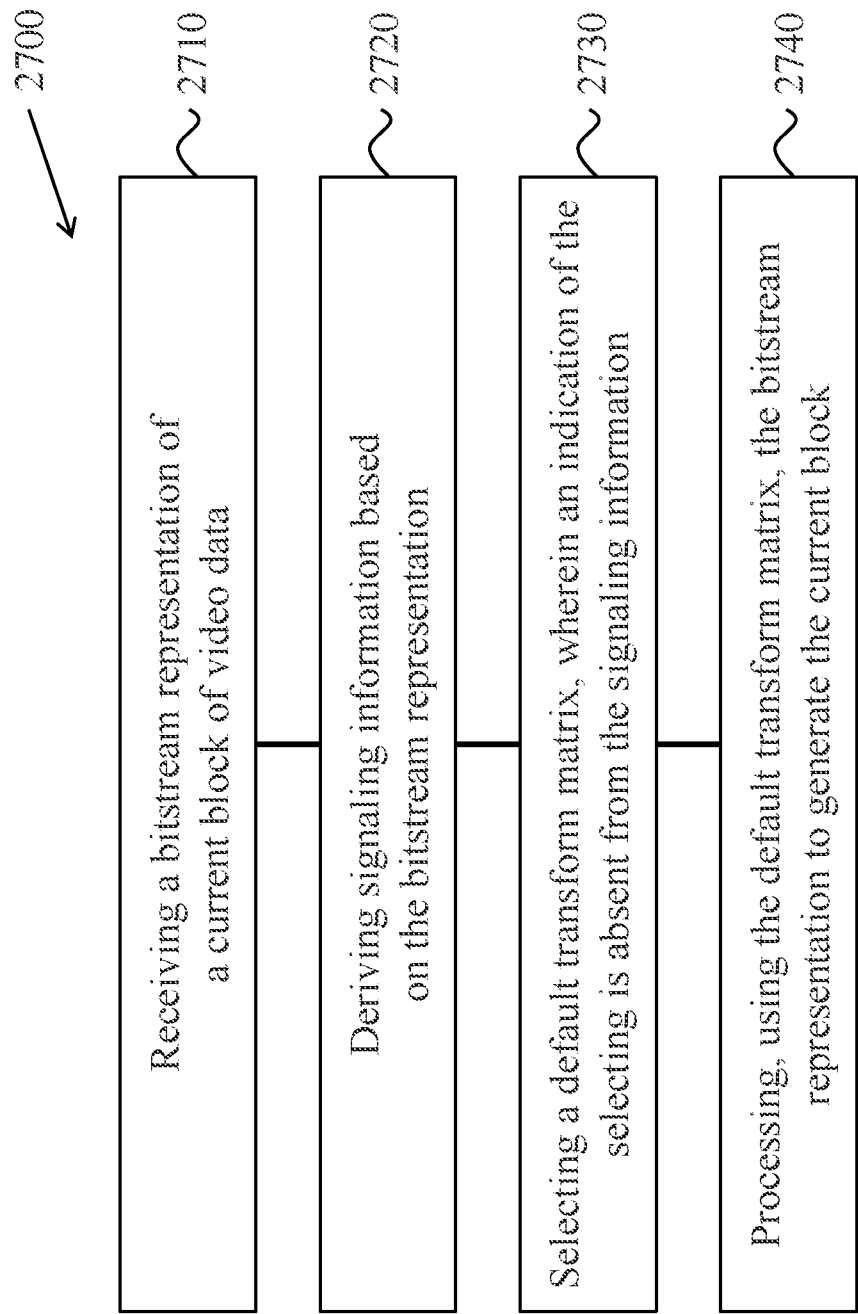 2700
Receiving a bitstream representation of
a current block of video data
2710
Deriving signaling information based
on the bitstream representation
2720
Selecting a default transform matrix, wherein an indication of the
selecting is absent from the signaling information
2730
Processing, using the default transform matrix, the bitstream
representation to generate the current block
2740